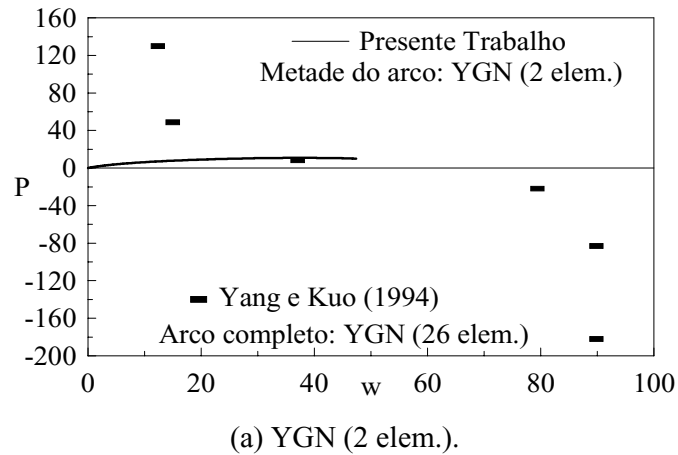 160
Presente Trabalho
120
Metade do arco: YGN (2 elem.)
80
40
0
P
-40
-80
-120
Yang e Kuo (1994)
-160
Arco completo: YGN (26 elem.)
-200
0 20 40 w 60 80 100
(a) YGN (2 elem.).